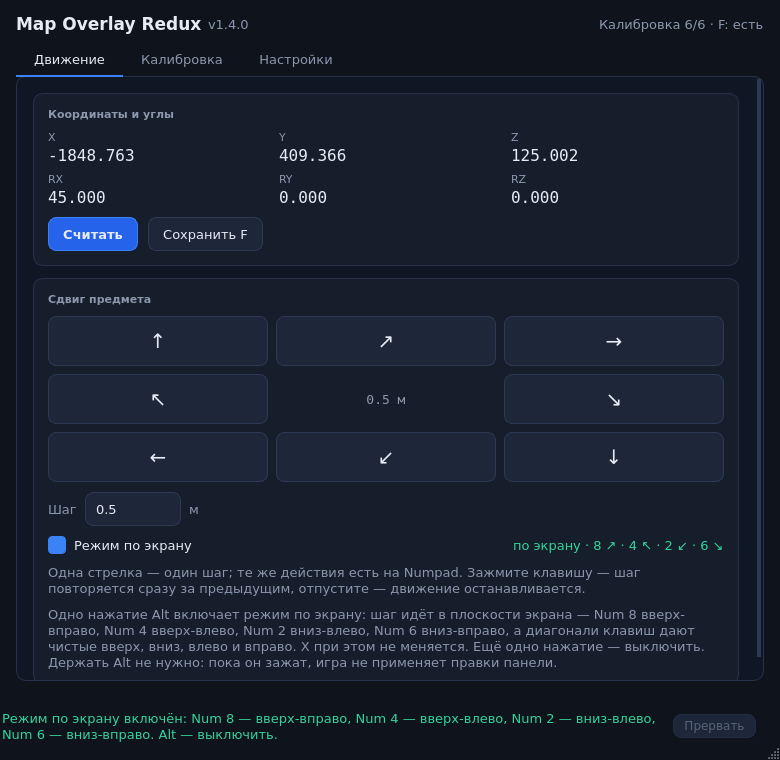 Map Overlay Redux v1.4.0 Калибровка 6/6 · F: есть
Движение Калибровка Настройки
Координаты и углы
X Y Z
-1848.763 409.366 125.002
RX RY RZ
45.000 0.000 0.000
Считать Сохранить F
Сдвиг предмета
↑ ↗ →
↖ 0.5 м ↘
← ↙ ↓
Шаг 0.5 м
Режим по экрану по экрану · 8 ↗ · 4 ↖ · 2 ↙ · 6 ↘
Одна стрелка — один шаг; те же действия есть на Numpad. Зажмите клавишу — шаг
повторяется сразу за предыдущим, отпустите — движение останавливается.
Одно нажатие Alt включает режим по экрану: шаг идёт в плоскости экрана — Num 8 вверх-
вправо, Num 4 вверх-влево, Num 2 вниз-влево, Num 6 вниз-вправо, а диагонали клавиш дают
чистые вверх, вниз, влево и вправо. X при этом не меняется. Ещё одно нажатие — выключить.
Держать Alt не нужно: пока он зажат, игра не применяет правки панели.
Режим по экрану включён: Num 8 — вверх-вправо, Num 4 — вверх-влево, Num 2 — вниз-влево,
Num 6 — вниз-вправо. Alt — выключить.
Прервать